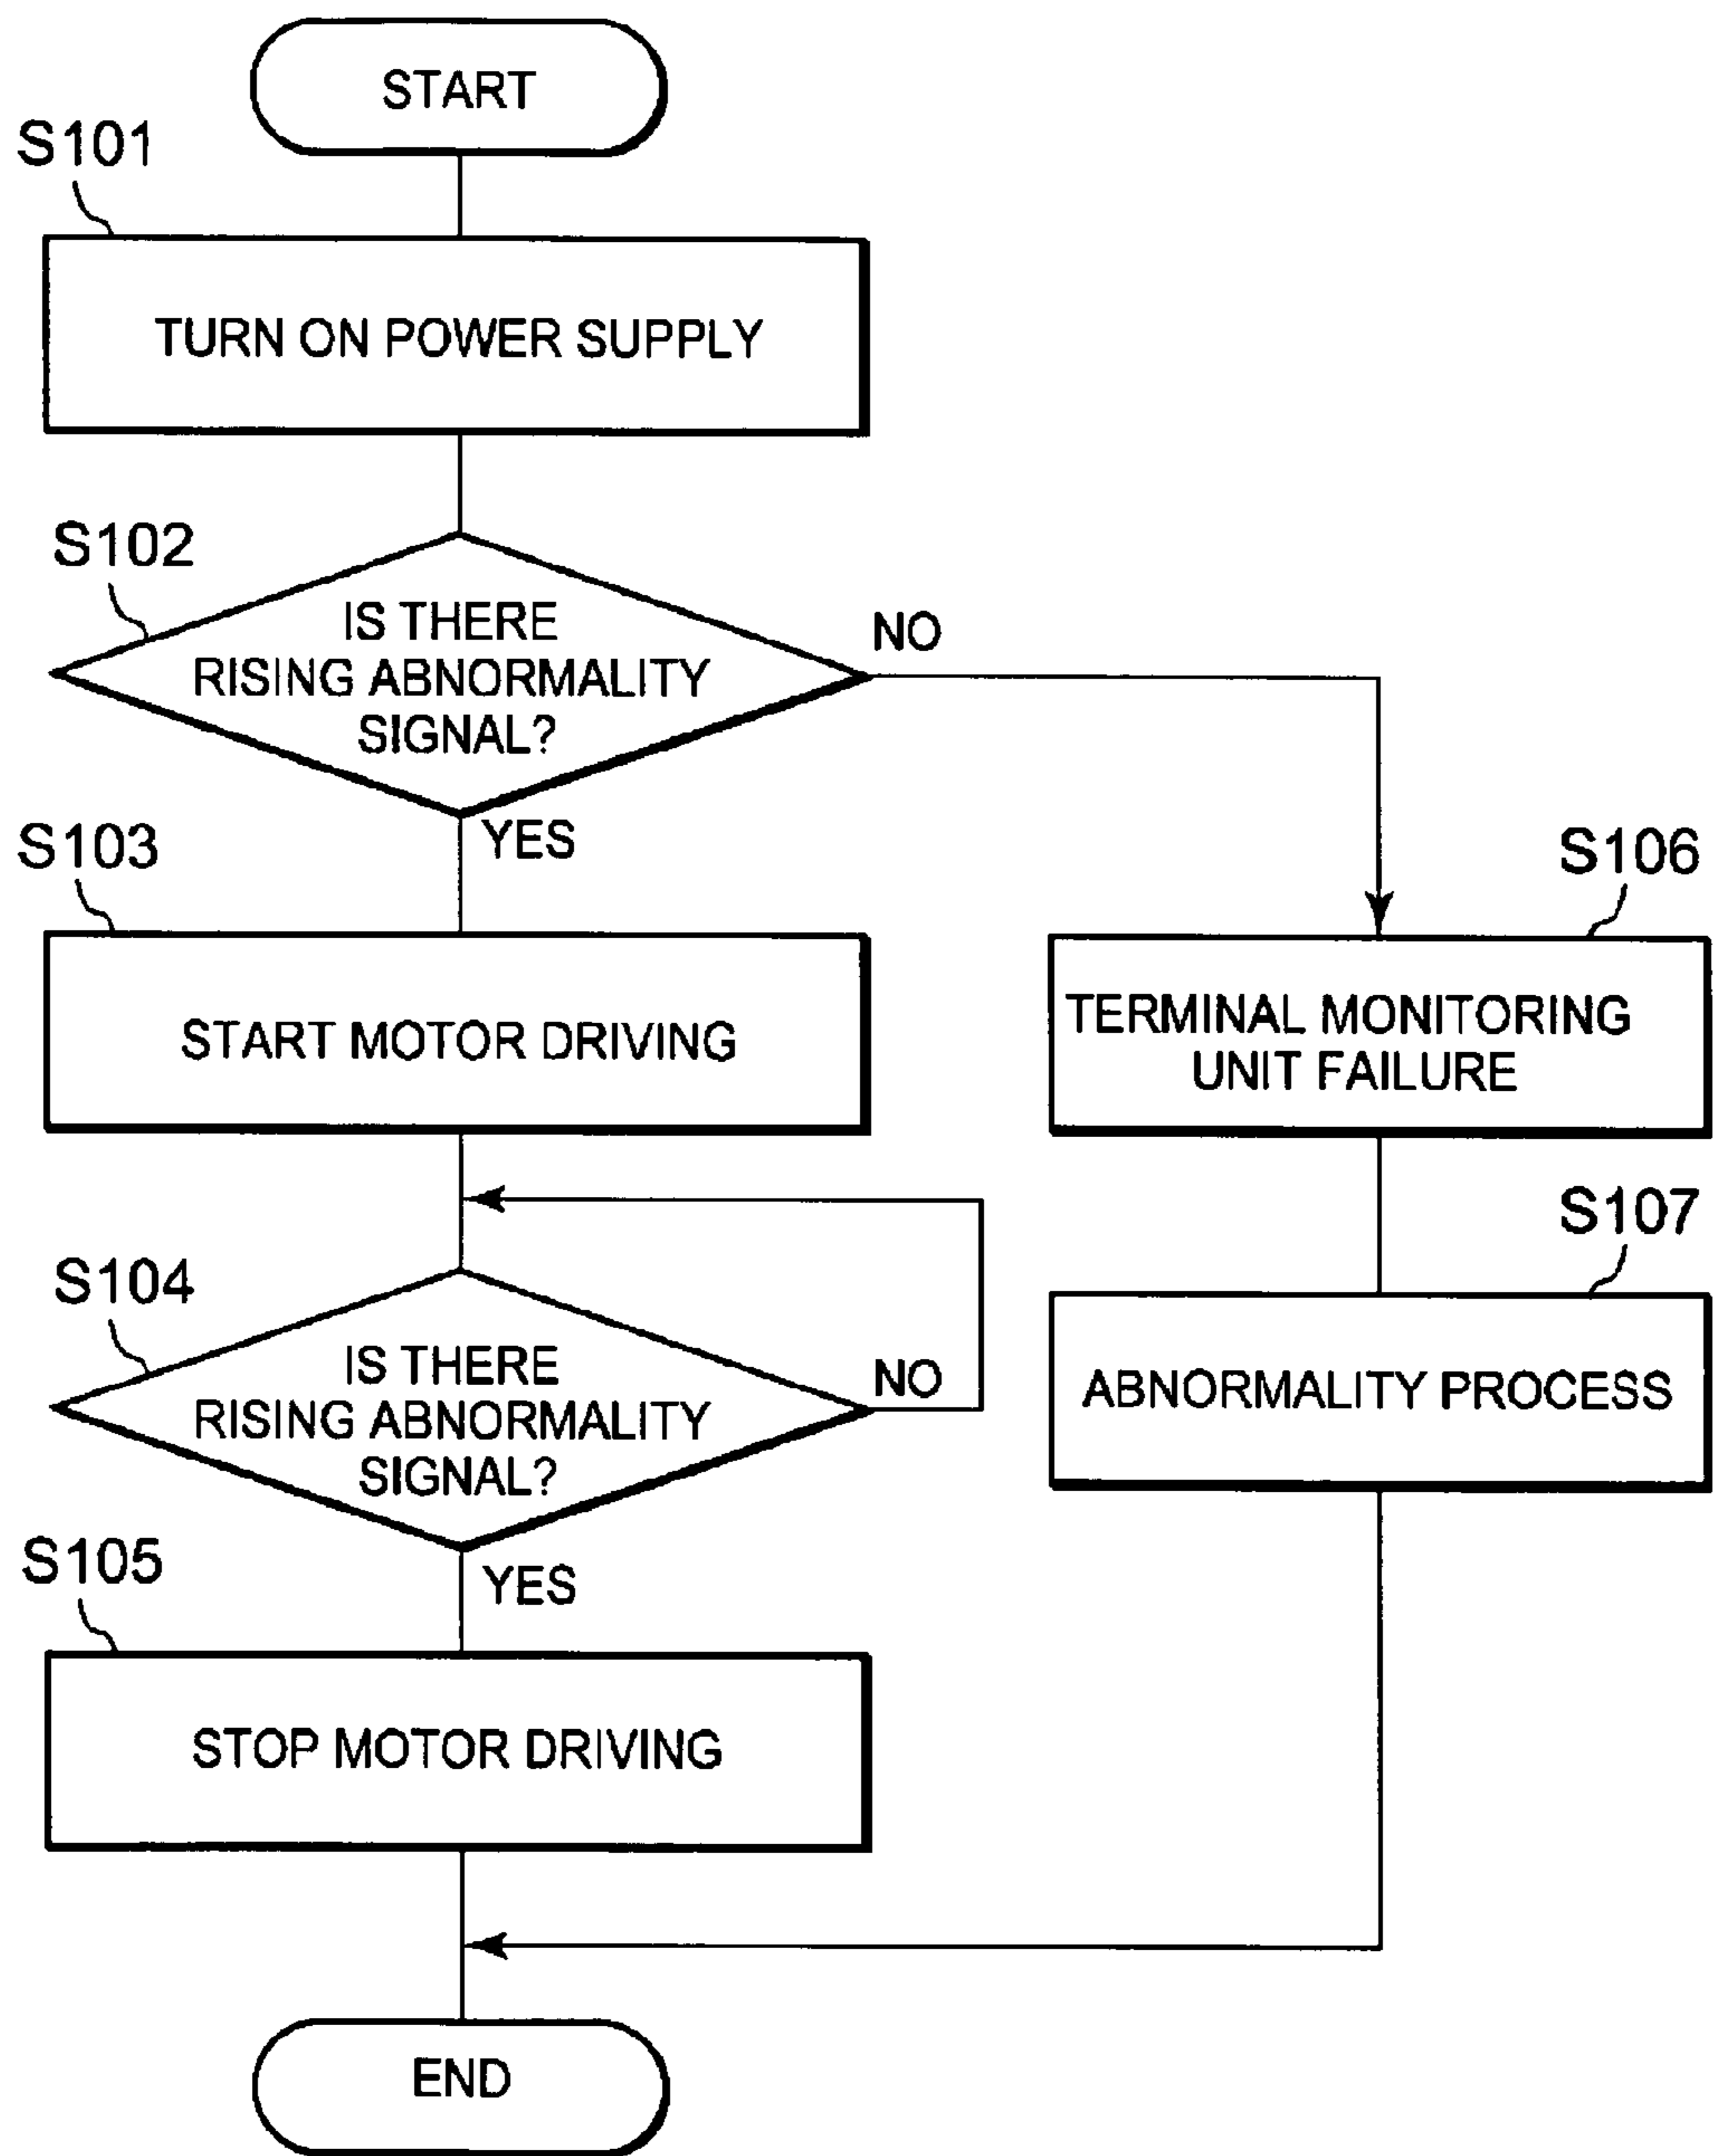 START
S101
TURN ON POWER SUPPLY
S102
IS THERE
RISING ABNORMALITY
SIGNAL?
NO
YES
S103
START MOTOR DRIVING
S106
TERMINAL MONITORING
UNIT FAILURE
S104
IS THERE
RISING ABNORMALITY
SIGNAL?
NO
YES
S107
ABNORMALITY PROCESS
S105
STOP MOTOR DRIVING
END